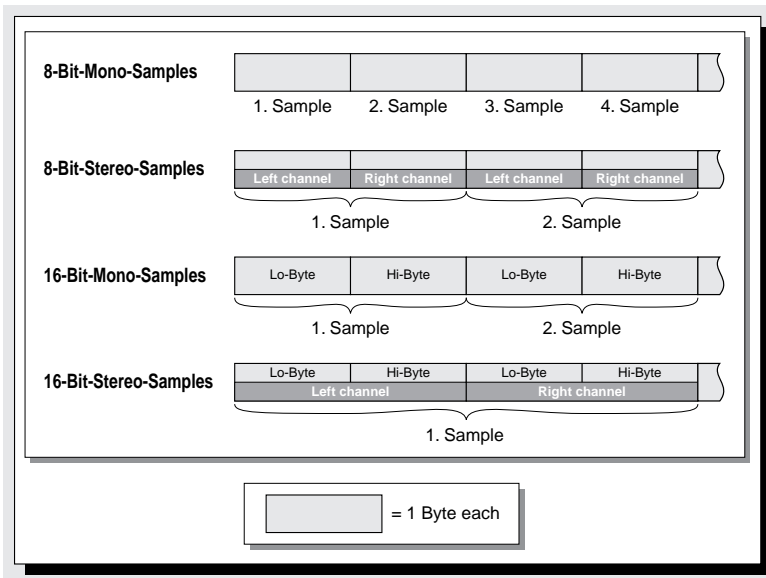 8-Bit-Mono-Samples
1. Sample 2. Sample 3. Sample 4. Sample
8-Bit-Stereo-Samples
Left channel Right channel Left channel Right channel
1. Sample 2. Sample
16-Bit-Mono-Samples
Lo-Byte Hi-Byte Lo-Byte Hi-Byte
1. Sample 2. Sample
16-Bit-Stereo-Samples
Lo-Byte Hi-Byte Lo-Byte Hi-Byte
Left channel Right channel
1. Sample
= 1 Byte each